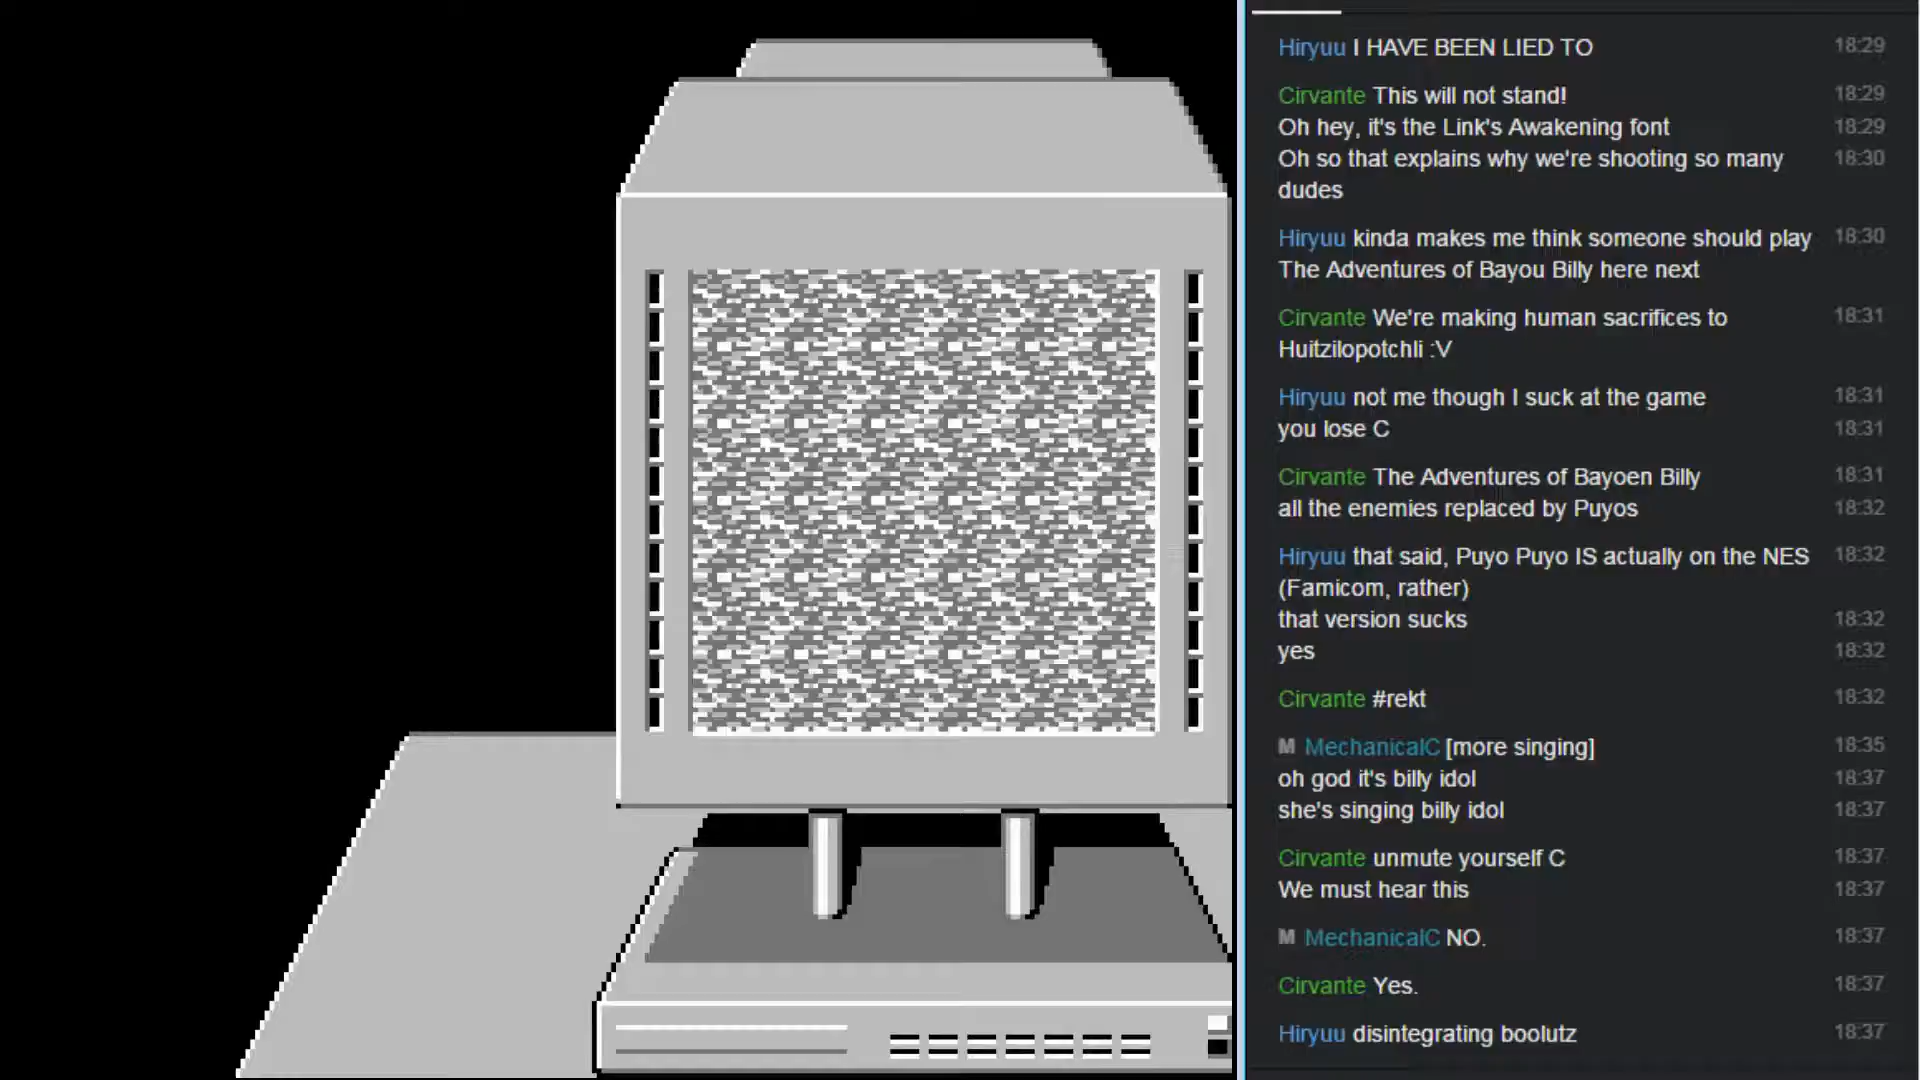 Hiryuu I HAVE BEEN LIED TO 18:29
Cirvante This will not stand! 18:29
Oh hey, it's the Link's Awakening font 18:29
Oh so that explains why we're shooting so many 18:30
dudes
Hiryuu kinda makes me think someone should play 18:30
The Adventures of Bayou Billy here next
Cirvante We're making human sacrifices to 18:31
Huitzilopotchli :V
Hiryuu not me though I suck at the game 18:31
you lose C 18:31
Cirvante The Adventures of Bayoen Billy 18:31
all the enemies replaced by Puyos 18:32
Hiryuu that said, Puyo Puyo IS actually on the NES 18:32
(Famicom, rather)
that version sucks 18:32
yes 18:32
Cirvante #rekt 18:32
M MechanicalC [more singing] 18:35
oh god it's billy idol 18:37
she's singing billy idol 18:37
Cirvante unmute yourself C 18:37
We must hear this 18:37
M MechanicalC NO. 18:37
Cirvante Yes. 18:37
Hiryuu disintegrating boolutz 18:37